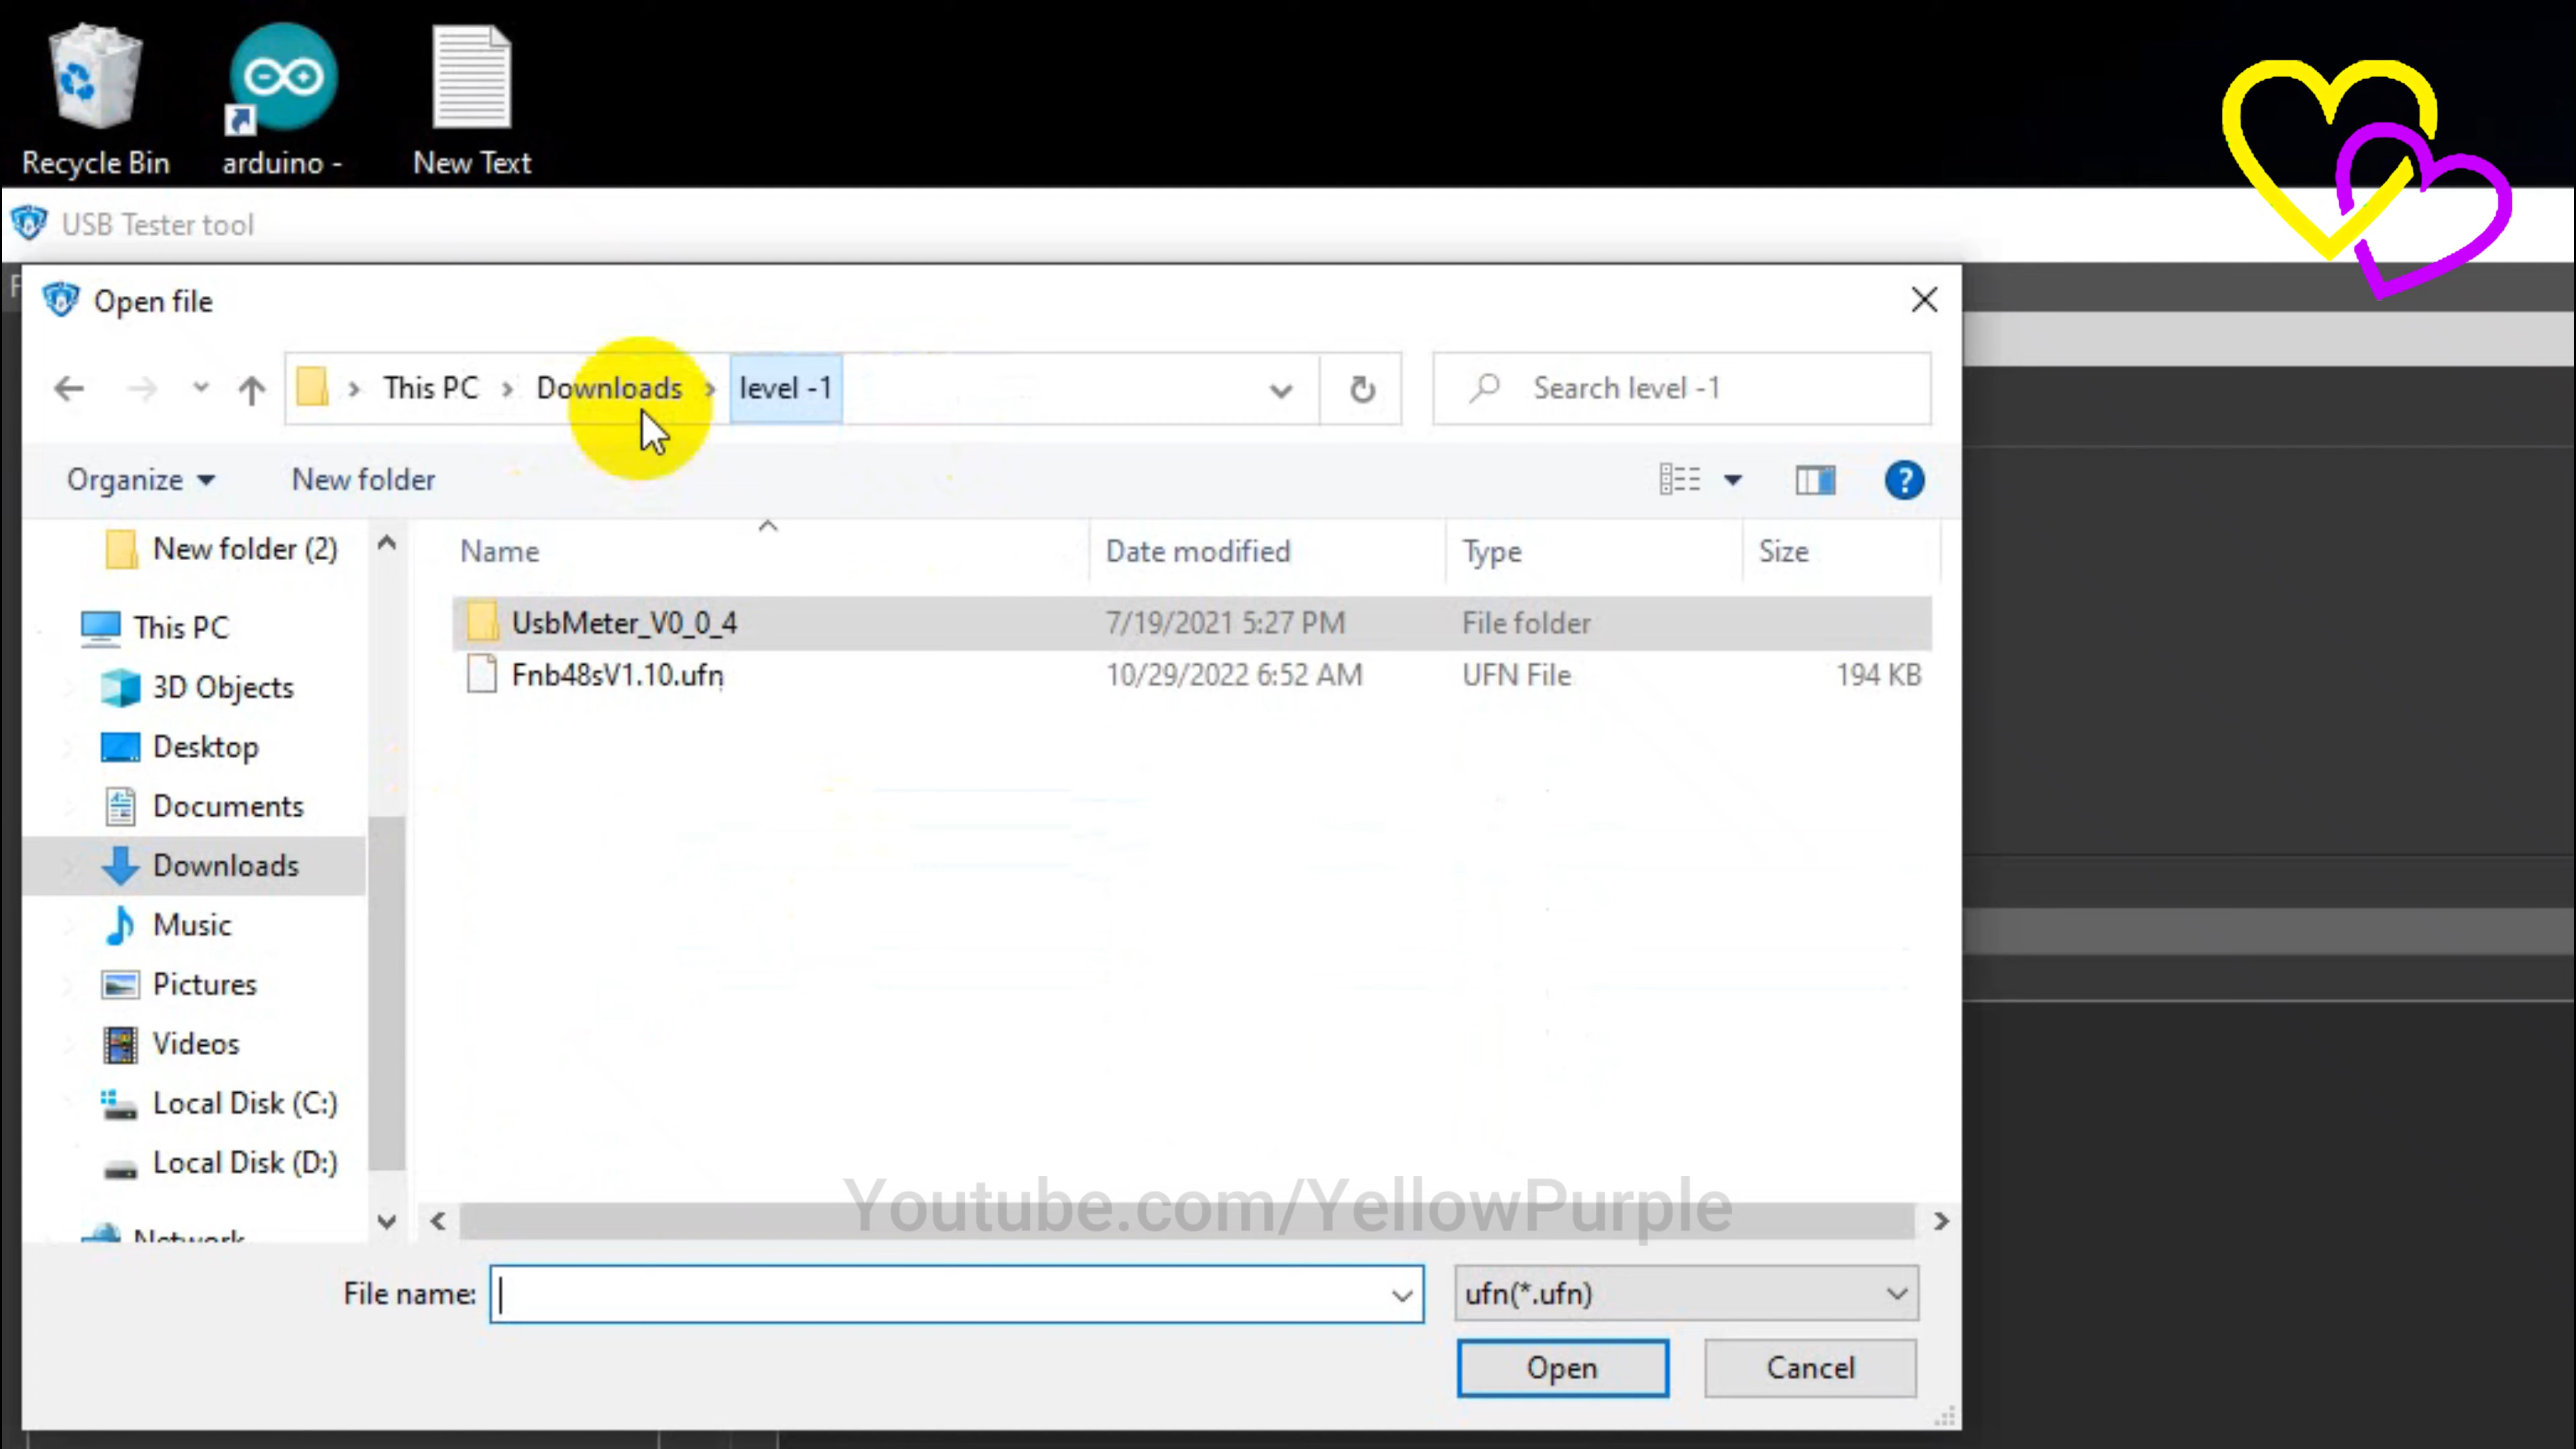 Recycle Bin
arduino -
New Text
USB Tester tool
Open file
This PC
Downloads
level -1
Search level -1
Organize
New folder
Name
Date modified
Type
Size
UsbMeter_V0_0_4
7/19/2021 5:27 PM
File folder
Fnb48sV1.10.ufn
10/29/2022 6:52 AM
UFN File
194 KB
New folder (2)
This PC
3D Objects
Desktop
Documents
Downloads
Music
Pictures
Videos
Local Disk (C:)
Local Disk (D:)
Network
Youtube.com/YellowPurple
File name:
ufn(*.ufn)
Open
Cancel